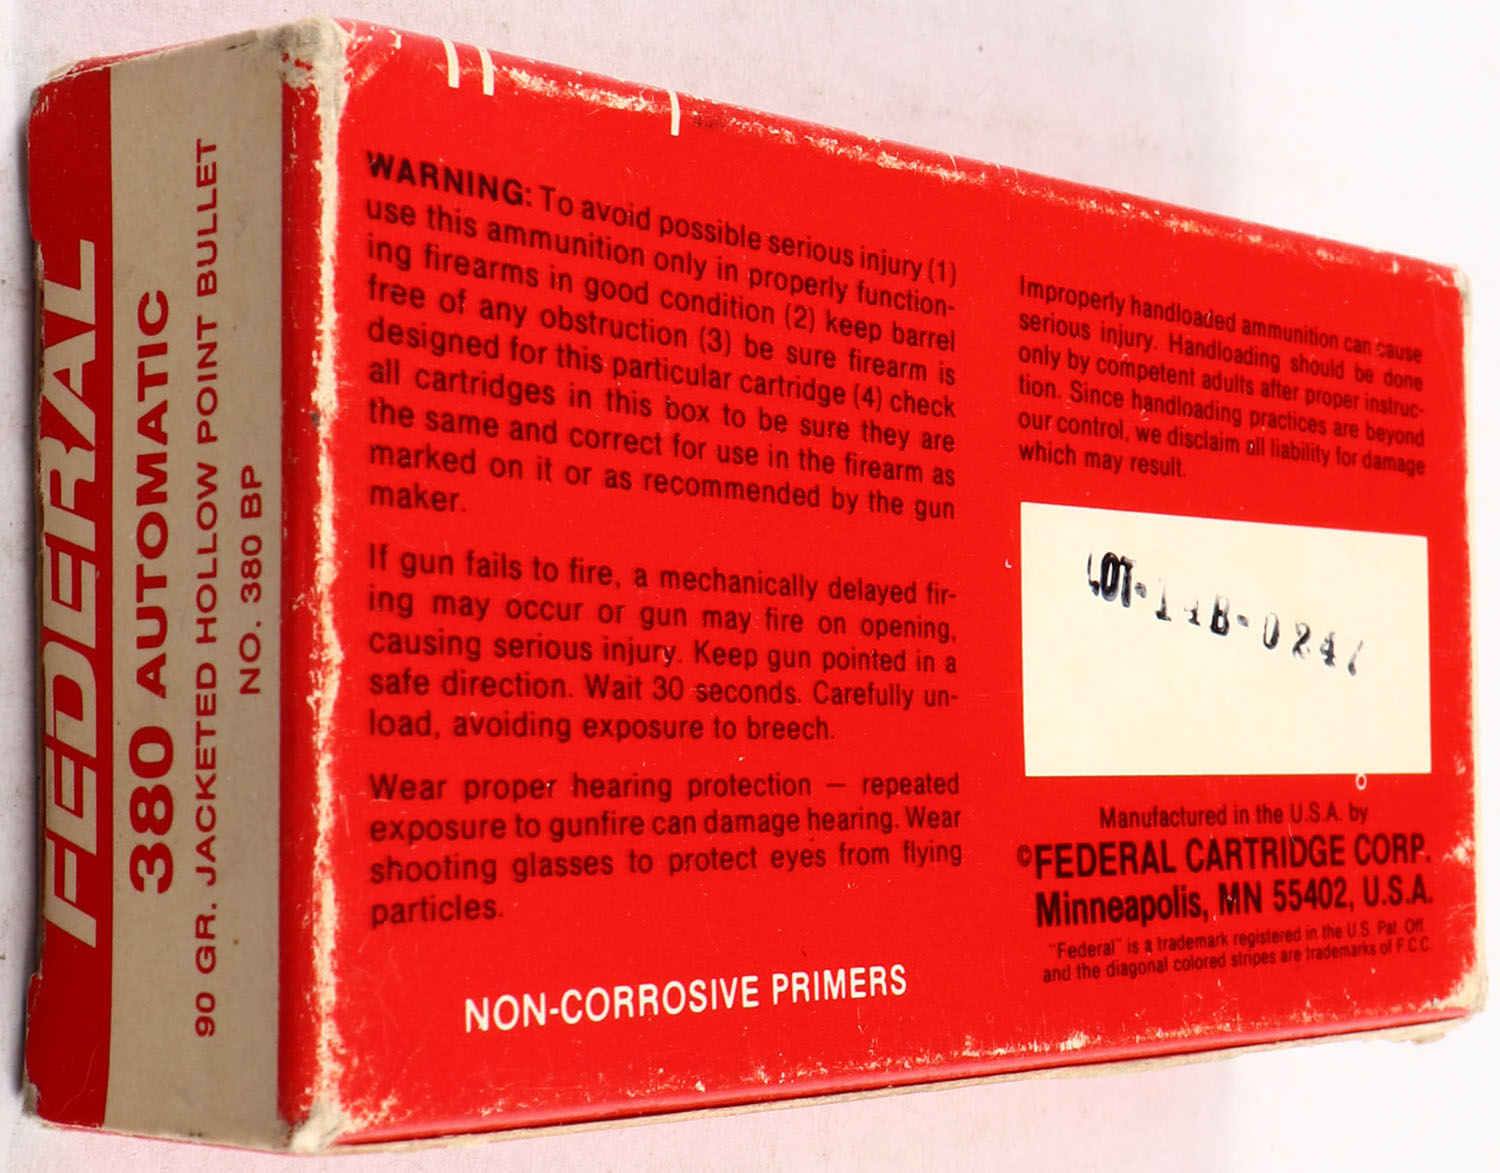 FEDERAL
380 AUTOMATIC
90 GR. JACKETED HOLLOW POINT BULLET
NO. 380 BP
WARNING: To avoid possible serious injury (1)
use this ammunition only in properly function-
ing firearms in good condition (2) keep barrel
free of any obstruction (3) be sure firearm is
designed for this particular cartridge (4) check
all cartridges in this box to be sure they are
the same and correct for use in the firearm as
marked on it or as recommended by the gun
maker.
If gun fails to fire, a mechanically delayed fir-
ing may occur or gun may fire on opening,
causing serious injury. Keep gun pointed in a
safe direction. Wait 30 seconds. Carefully un-
load, avoiding exposure to breech.
Wear proper hearing protection — repeated
exposure to gunfire can damage hearing. Wear
shooting glasses to protect eyes from flying
particles.
NON-CORROSIVE PRIMERS
Improperly handloaded ammunition can cause
serious injury. Handloading should be done
only by competent adults after proper instruc-
tion. Since handloading practices are beyond
our control, we disclaim all liability for damage
which may result.
Manufactured in the U.S.A. by
©FEDERAL CARTRIDGE CORP.
Minneapolis, MN 55402, U.S.A.
"Federal" is a trademark registered in the U.S. Pat. Off.
and the diagonal colored stripes are trademarks of F.C.C.